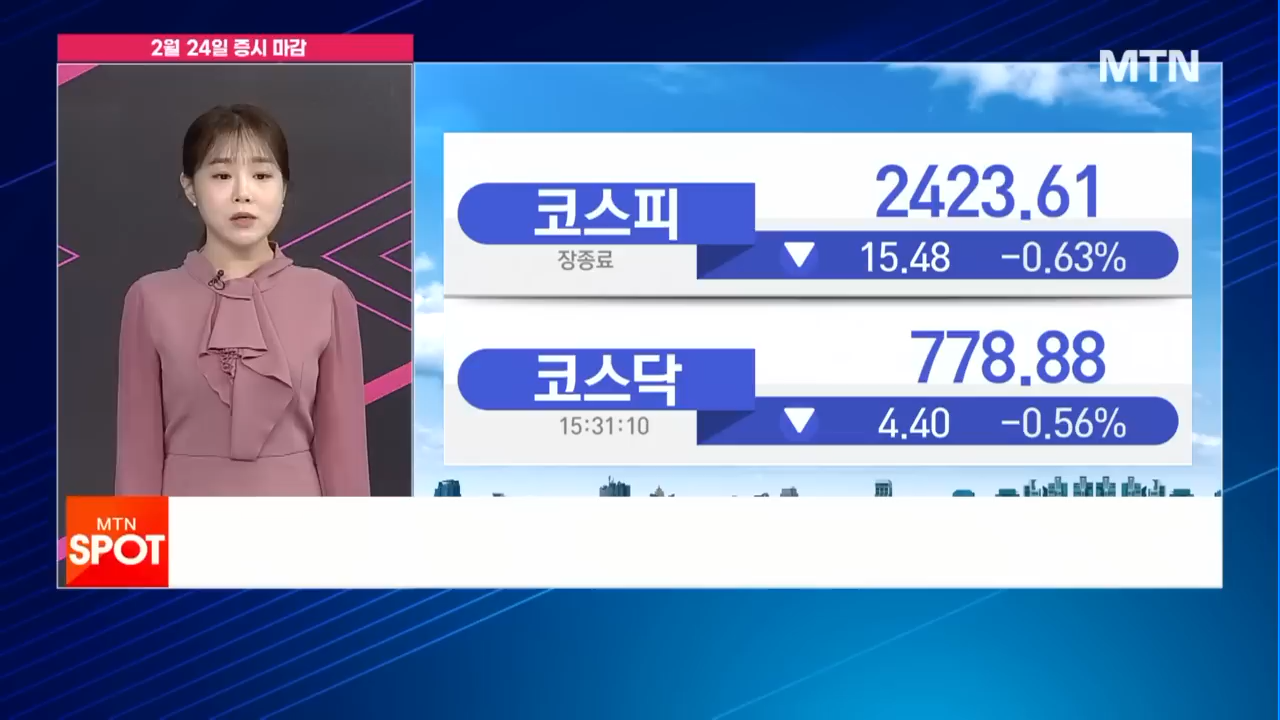 2월 24일 증시 마감
MTN
코스피
2423.61
장종료
▼ 15.48 -0.63%
코스닥
778.88
15:31:10
▼ 4.40 -0.56%
MTN
SPOT